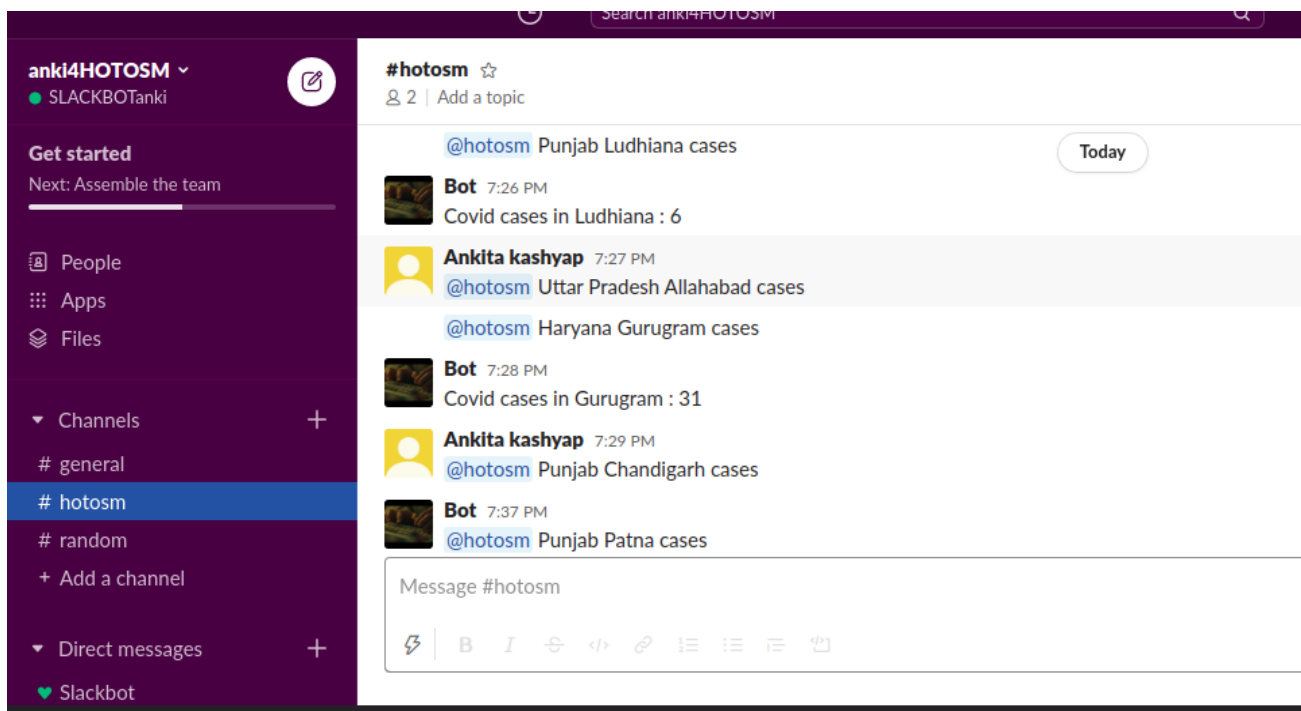 Search anki4HOTOSM
anki4HOTOSM
SLACKBOTanki
Get started
Next: Assemble the team
People
Apps
Files
Channels
# general
# hotosm
# random
+ Add a channel
Direct messages
Slackbot
#hotosm
2 | Add a topic
Today
@hotosm Punjab Ludhiana cases
Bot 7:26 PM
Covid cases in Ludhiana : 6
Ankita kashyap 7:27 PM
@hotosm Uttar Pradesh Allahabad cases
@hotosm Haryana Gurugram cases
Bot 7:28 PM
Covid cases in Gurugram : 31
Ankita kashyap 7:29 PM
@hotosm Punjab Chandigarh cases
Bot 7:37 PM
@hotosm Punjab Patna cases
Message #hotosm